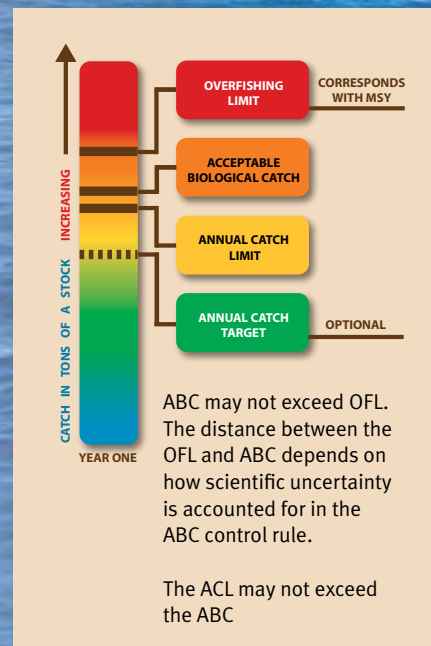 OVERFISHING
LIMIT
CORRESPONDS
WITH MSY
ACCEPTABLE
BIOLOGICAL CATCH
ANNUAL CATCH
LIMIT
ANNUAL CATCH
TARGET
OPTIONAL
CATCH IN TONS OF A STOCK INCREASING
YEAR ONE
ABC may not exceed OFL.
The distance between the
OFL and ABC depends on
how scientific uncertainty
is accounted for in the
ABC control rule.
The ACL may not exceed
the ABC